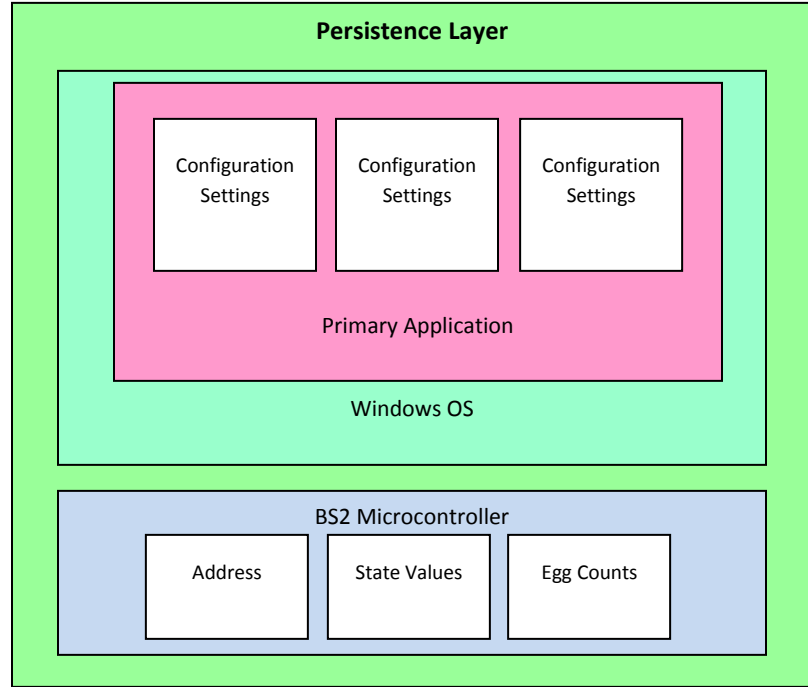 Persistence Layer
Configuration
Settings
Configuration
Settings
Configuration
Settings
Primary Application
Windows OS
BS2 Microcontroller
Address
State Values
Egg Counts